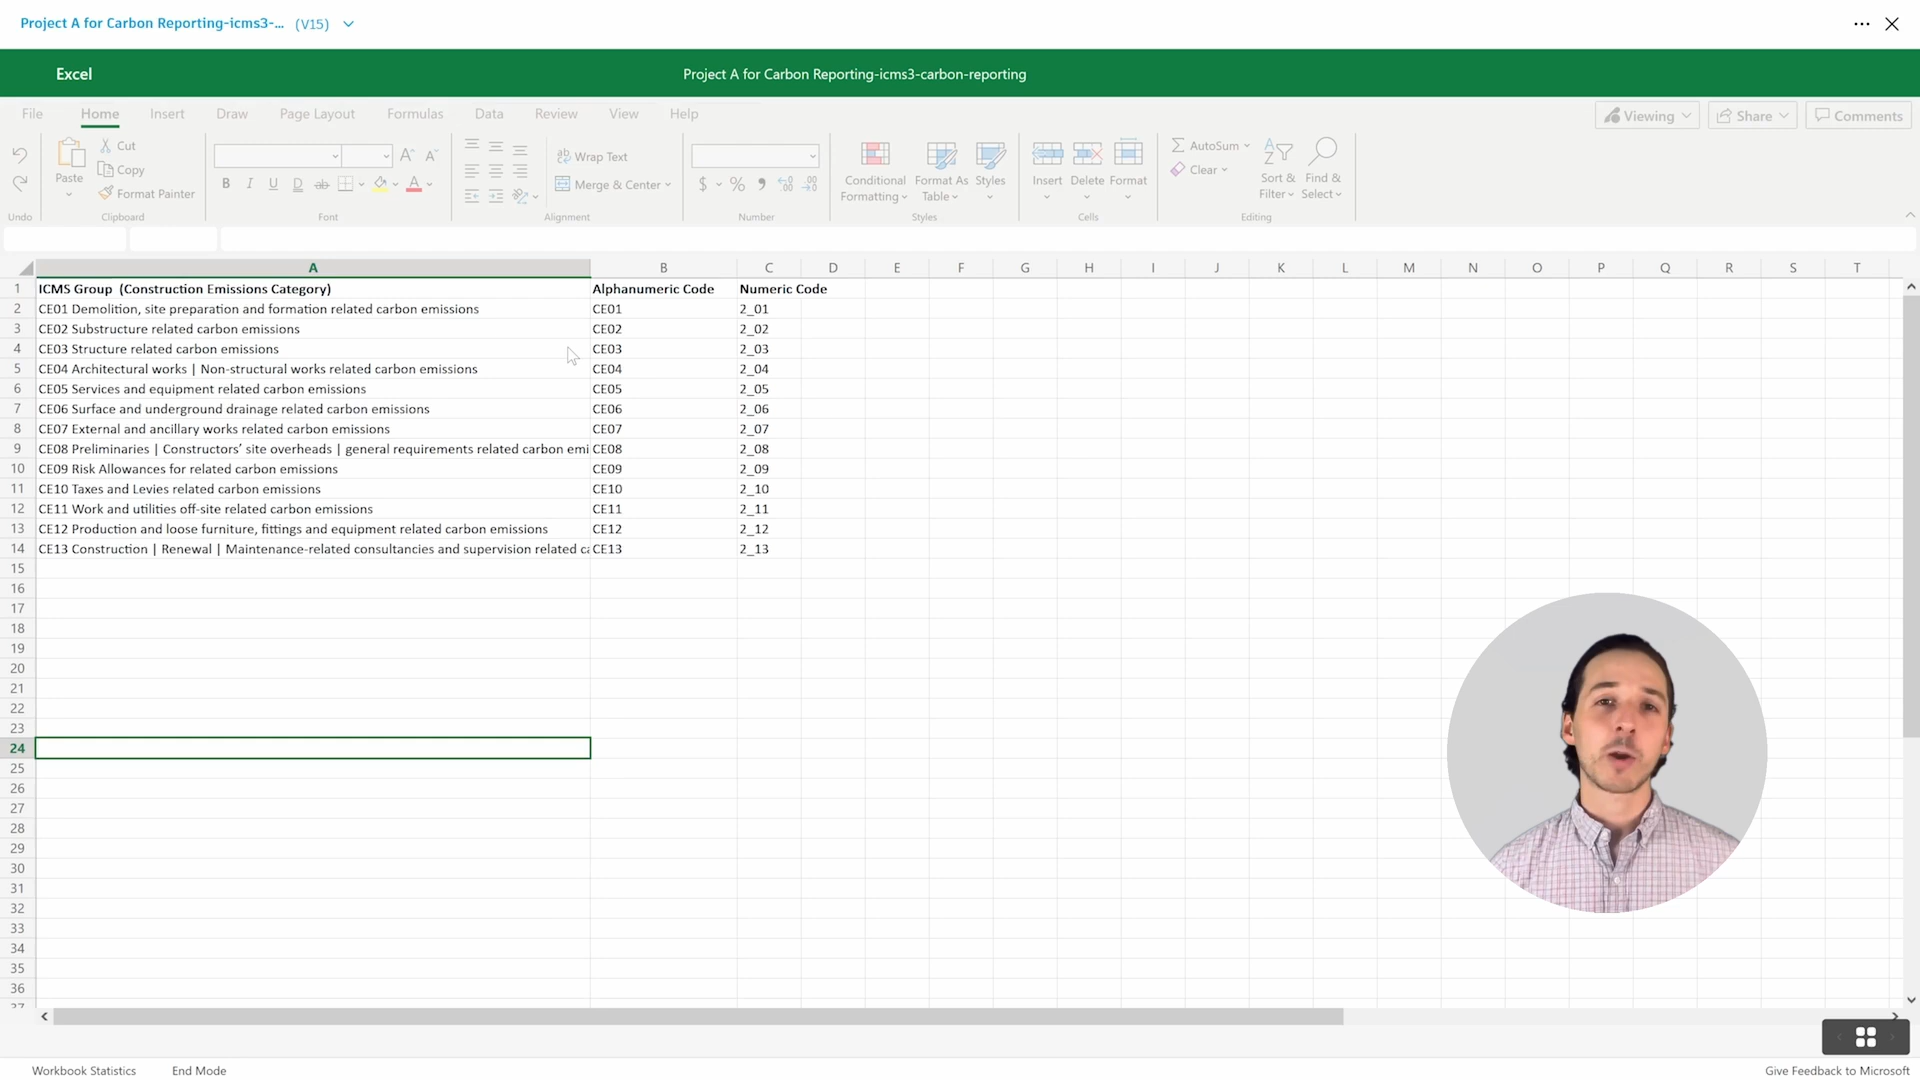 Project A for Carbon Reporting-icms3-... (V15)
Excel
Project A for Carbon Reporting-icms3-carbon-reporting
File Home Insert Draw Page Layout Formulas Data Review View Help
Viewing Share Comments
Paste
Cut
Copy
Format Painter
B I U D ab A
Wrap Text
Merge & Center
$ % 9
Conditional Formatting
Format As Table
Styles
Insert Delete Format
AutoSum
Clear
Sort & Filter
Find & Select
Undo Clipboard Font Alignment Number Styles Cells Editing
A B C D E F G H I J K L M N O P Q R S T
1 ICMS Group (Construction Emissions Category) Alphanumeric Code Numeric Code
2 CE01 Demolition, site preparation and formation related carbon emissions CE01 2_01
3 CE02 Substructure related carbon emissions CE02 2_02
4 CE03 Structure related carbon emissions CE03 2_03
5 CE04 Architectural works | Non-structural works related carbon emissions CE04 2_04
6 CE05 Services and equipment related carbon emissions CE05 2_05
7 CE06 Surface and underground drainage related carbon emissions CE06 2_06
8 CE07 External and ancillary works related carbon emissions CE07 2_07
9 CE08 Preliminaries | Constructors’ site overheads | general requirements related carbon emi CE08 2_08
10 CE09 Risk Allowances for related carbon emissions CE09 2_09
11 CE10 Taxes and Levies related carbon emissions CE10 2_10
12 CE11 Work and utilities off-site related carbon emissions CE11 2_11
13 CE12 Production and loose furniture, fittings and equipment related carbon emissions CE12 2_12
14 CE13 Construction | Renewal | Maintenance-related consultancies and supervision related ca CE13 2_13
15
16
17
18
19
20
21
22
23
24
25
26
27
28
29
30
31
32
33
34
35
36
37
Workbook Statistics End Mode Give Feedback to Microsoft